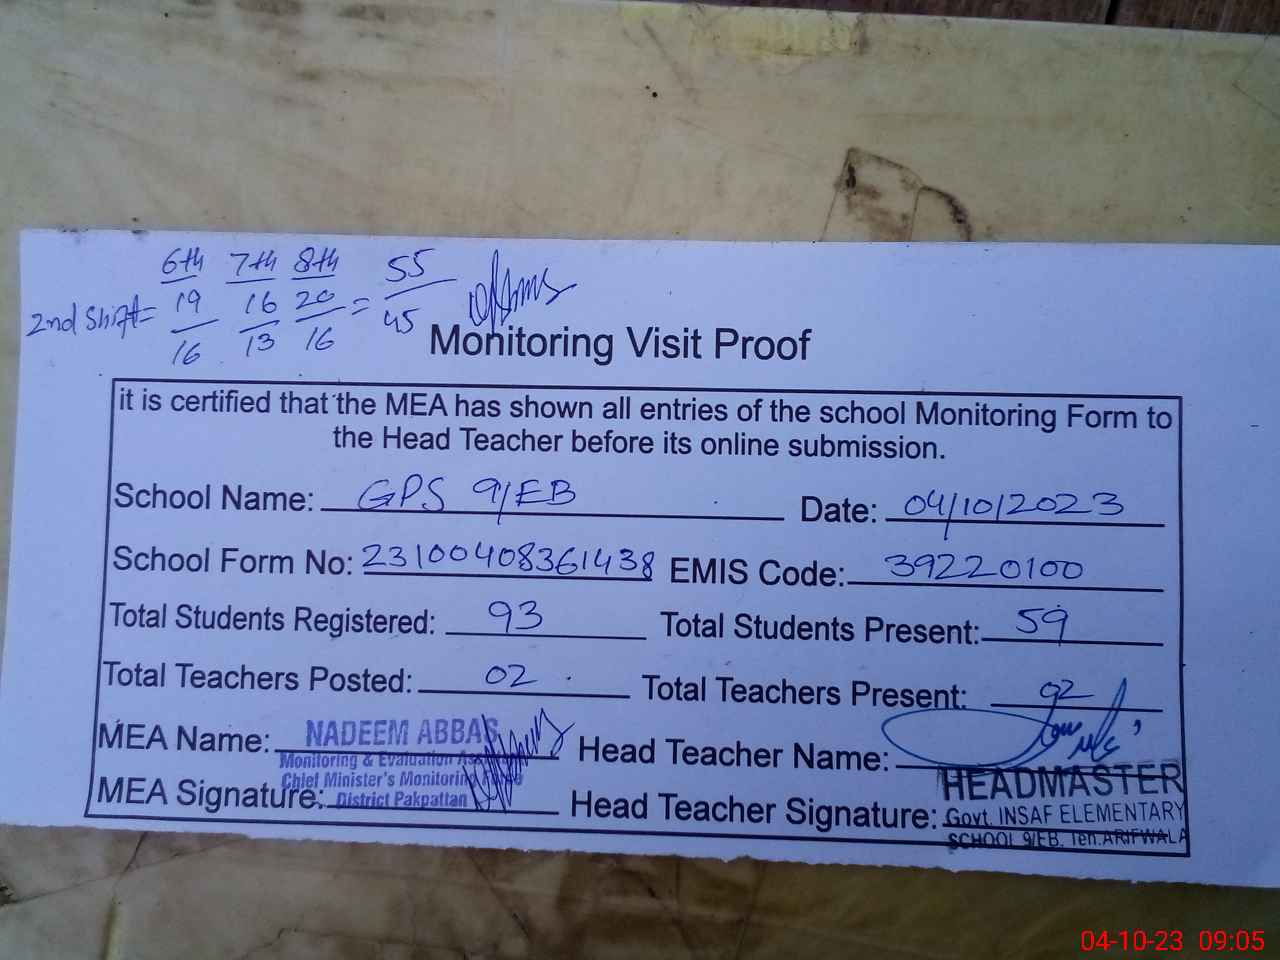 6th 7th 8th
2nd Shift = 19/16 16/13 20/16 = 55/45
Monitoring Visit Proof
it is certified that the MEA has shown all entries of the school Monitoring Form to
the Head Teacher before its online submission.
School Name: GPS 9/EB Date: 04/10/2023
School Form No: 23100408361438 EMIS Code: 39220100
Total Students Registered: 93 Total Students Present: 59
Total Teachers Posted: 02 Total Teachers Present: 02
MEA Name: NADEEM ABBAS Head Teacher Name:
Monitoring & Evaluation
Chief Minister's Monitoring
MEA Signature: District Pakpattan Head Teacher Signature:
HEADMASTER
Govt. INSAF ELEMENTARY
SCHOOL 9/EB, Teh.ARIFWALA
04-10-23 09:05